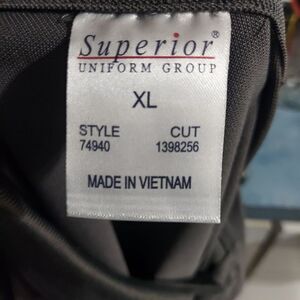 Superior®
UNIFORM GROUP
XL
STYLE CUT
74940 1398256
MADE IN VIETNAM